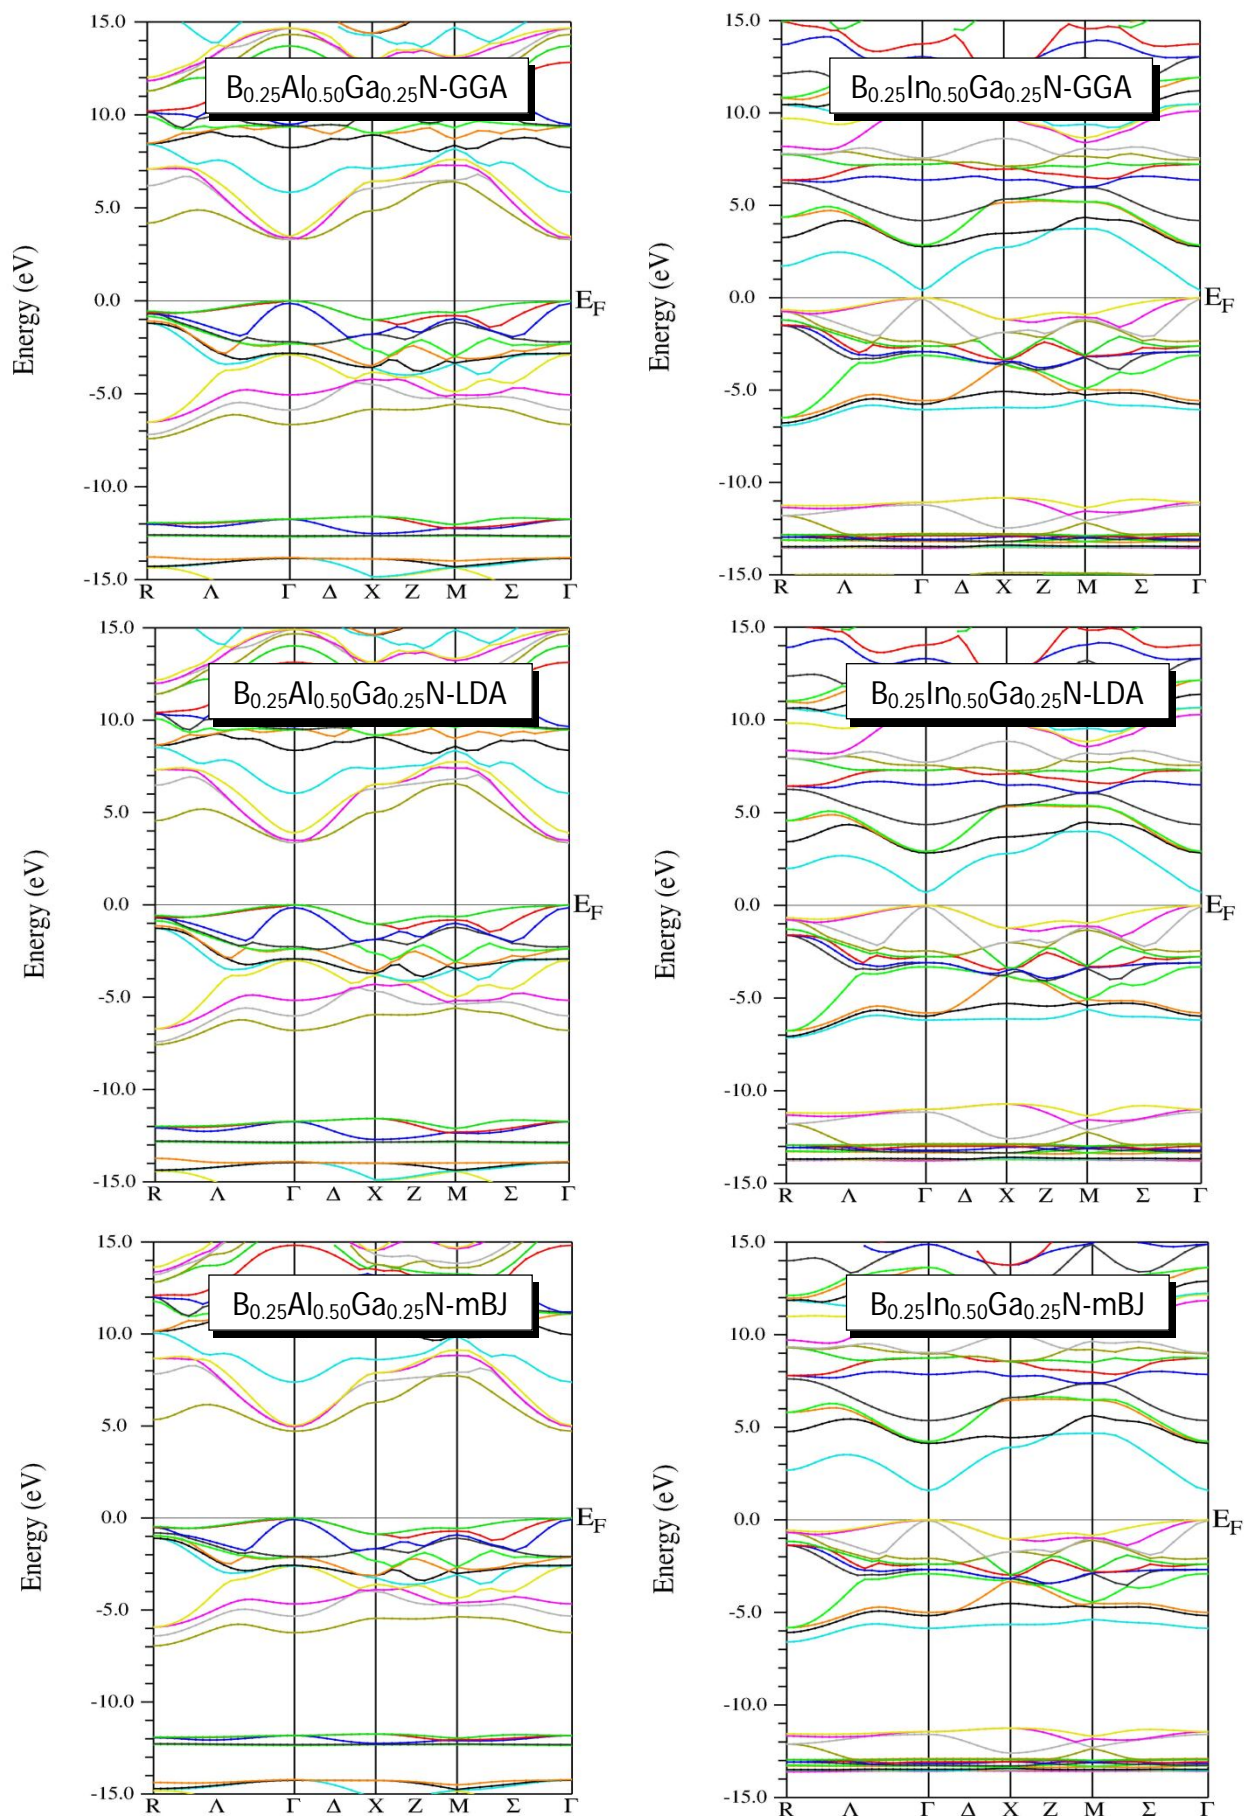 15.0
B0.25Al0.50Ga0.25N-GGA
10.0
5.0
0.0
EF
Energy (eV)
-5.0
-10.0
-15.0
R Λ Γ Δ X Z M Σ Γ
15.0
B0.25In0.50Ga0.25N-GGA
10.0
5.0
0.0
EF
Energy (eV)
-5.0
-10.0
-15.0
R Λ Γ Δ X Z M Σ Γ
15.0
B0.25Al0.50Ga0.25N-LDA
10.0
5.0
0.0
EF
Energy (eV)
-5.0
-10.0
-15.0
R Λ Γ Δ X Z M Σ Γ
15.0
B0.25In0.50Ga0.25N-LDA
10.0
5.0
0.0
EF
Energy (eV)
-5.0
-10.0
-15.0
R Λ Γ Δ X Z M Σ Γ
15.0
B0.25Al0.50Ga0.25N-mBJ
10.0
5.0
0.0
EF
Energy (eV)
-5.0
-10.0
-15.0
R Λ Γ Δ X Z M Σ Γ
15.0
B0.25In0.50Ga0.25N-mBJ
10.0
5.0
0.0
EF
Energy (eV)
-5.0
-10.0
-15.0
R Λ Γ Δ X Z M Σ Γ